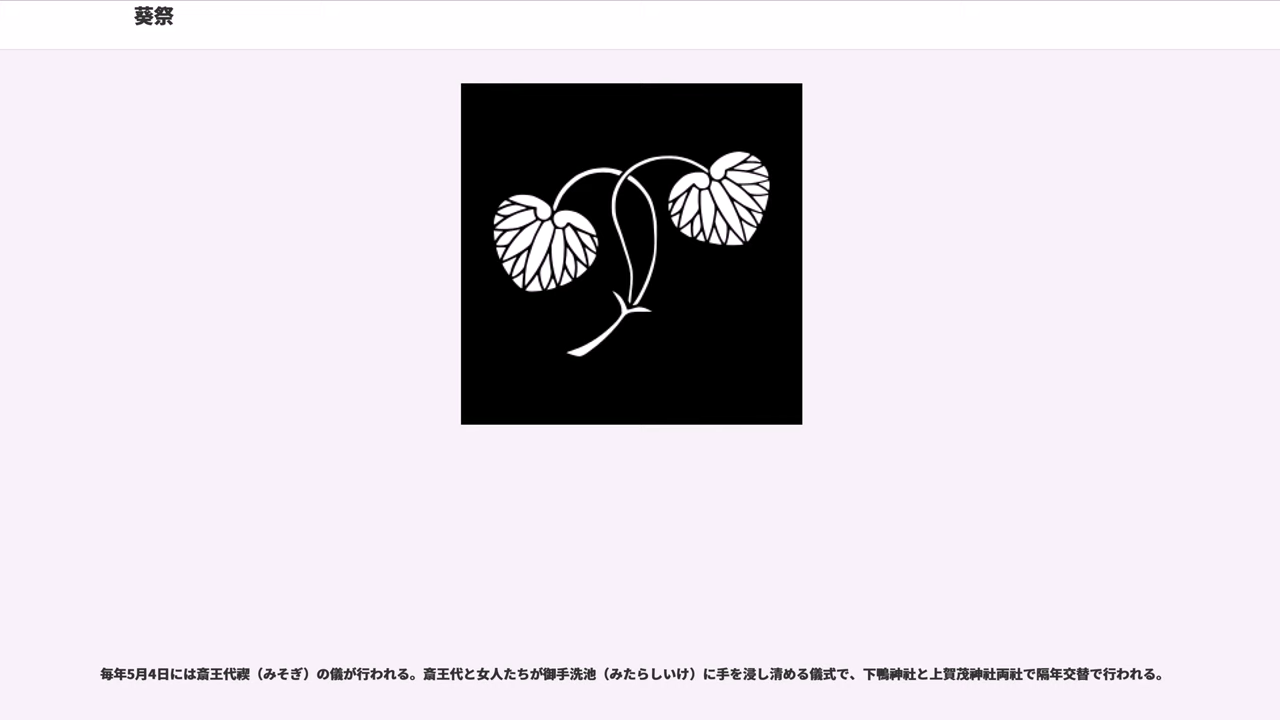 葵祭
毎年5月4日には斎王代禊（みそぎ）の儀が行われる。斎王代と女人たちが御手洗池（みたらしいけ）に手を浸し清める儀式で、下鴨神社と上賀茂神社両社で隔年交替で行われる。